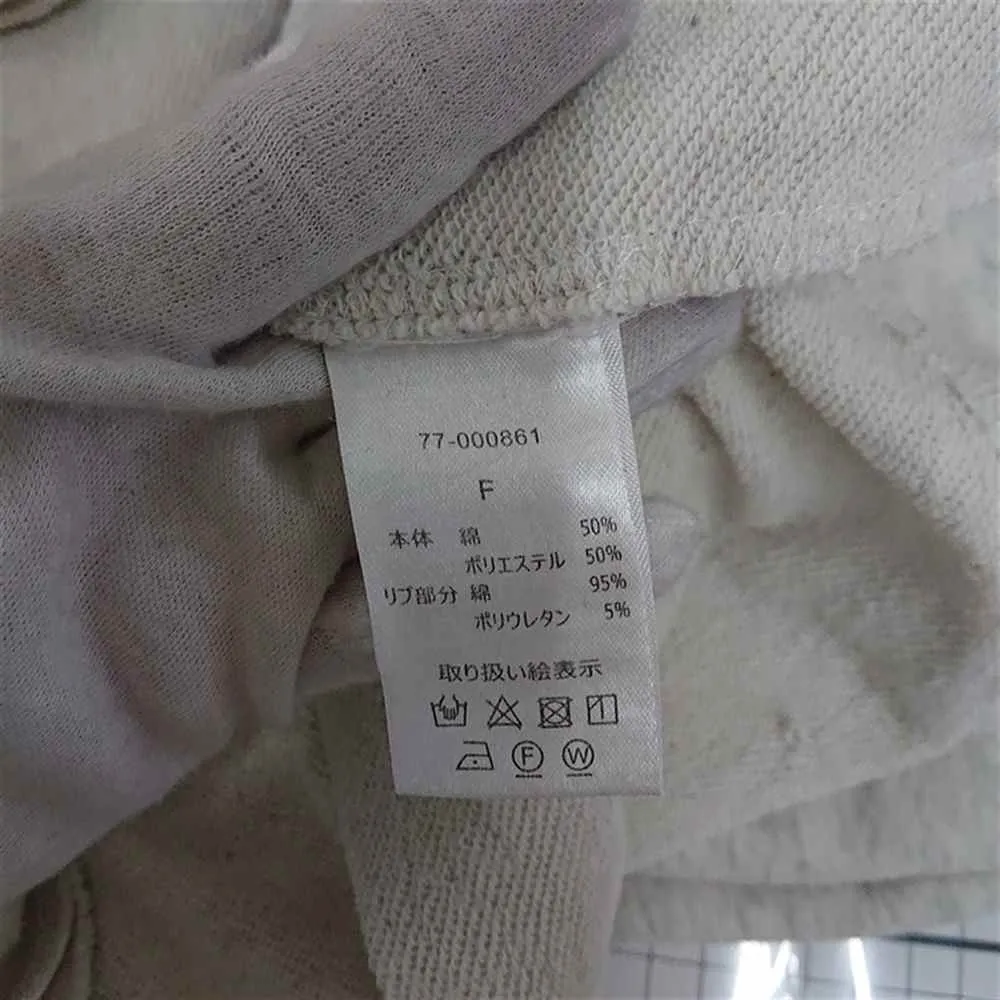 77-000861
F
本体 綿 50%
ポリエステル 50%
リブ部分 綿 95%
ポリウレタン 5%
取り扱い絵表示
F W